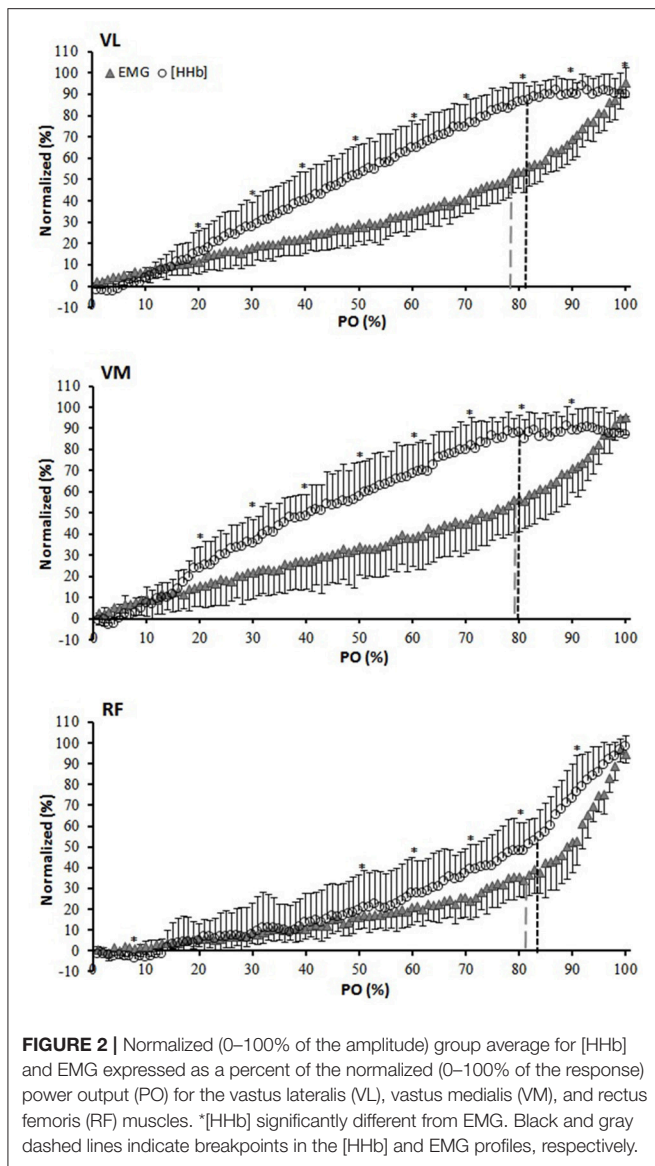 VL
EMG [HHb]
Normalized (%)
110
100
90
80
70
60
50
40
30
20
10
0
-10
* * * * * * * * *
0 10 20 30 40 50 60 70 80 90 100
PO (%)
VM
Normalized (%)
110
100
90
80
70
60
50
40
30
20
10
0
-10
* * * * * * * *
0 10 20 30 40 50 60 70 80 90 100
PO (%)
RF
Normalized (%)
110
100
90
80
70
60
50
40
30
20
10
0
-10
* * * * * *
0 10 20 30 40 50 60 70 80 90 100
PO (%)
FIGURE 2 | Normalized (0–100% of the amplitude) group average for [HHb]
and EMG expressed as a percent of the normalized (0–100% of the response)
power output (PO) for the vastus lateralis (VL), vastus medialis (VM), and rectus
femoris (RF) muscles. *[HHb] significantly different from EMG. Black and gray
dashed lines indicate breakpoints in the [HHb] and EMG profiles, respectively.